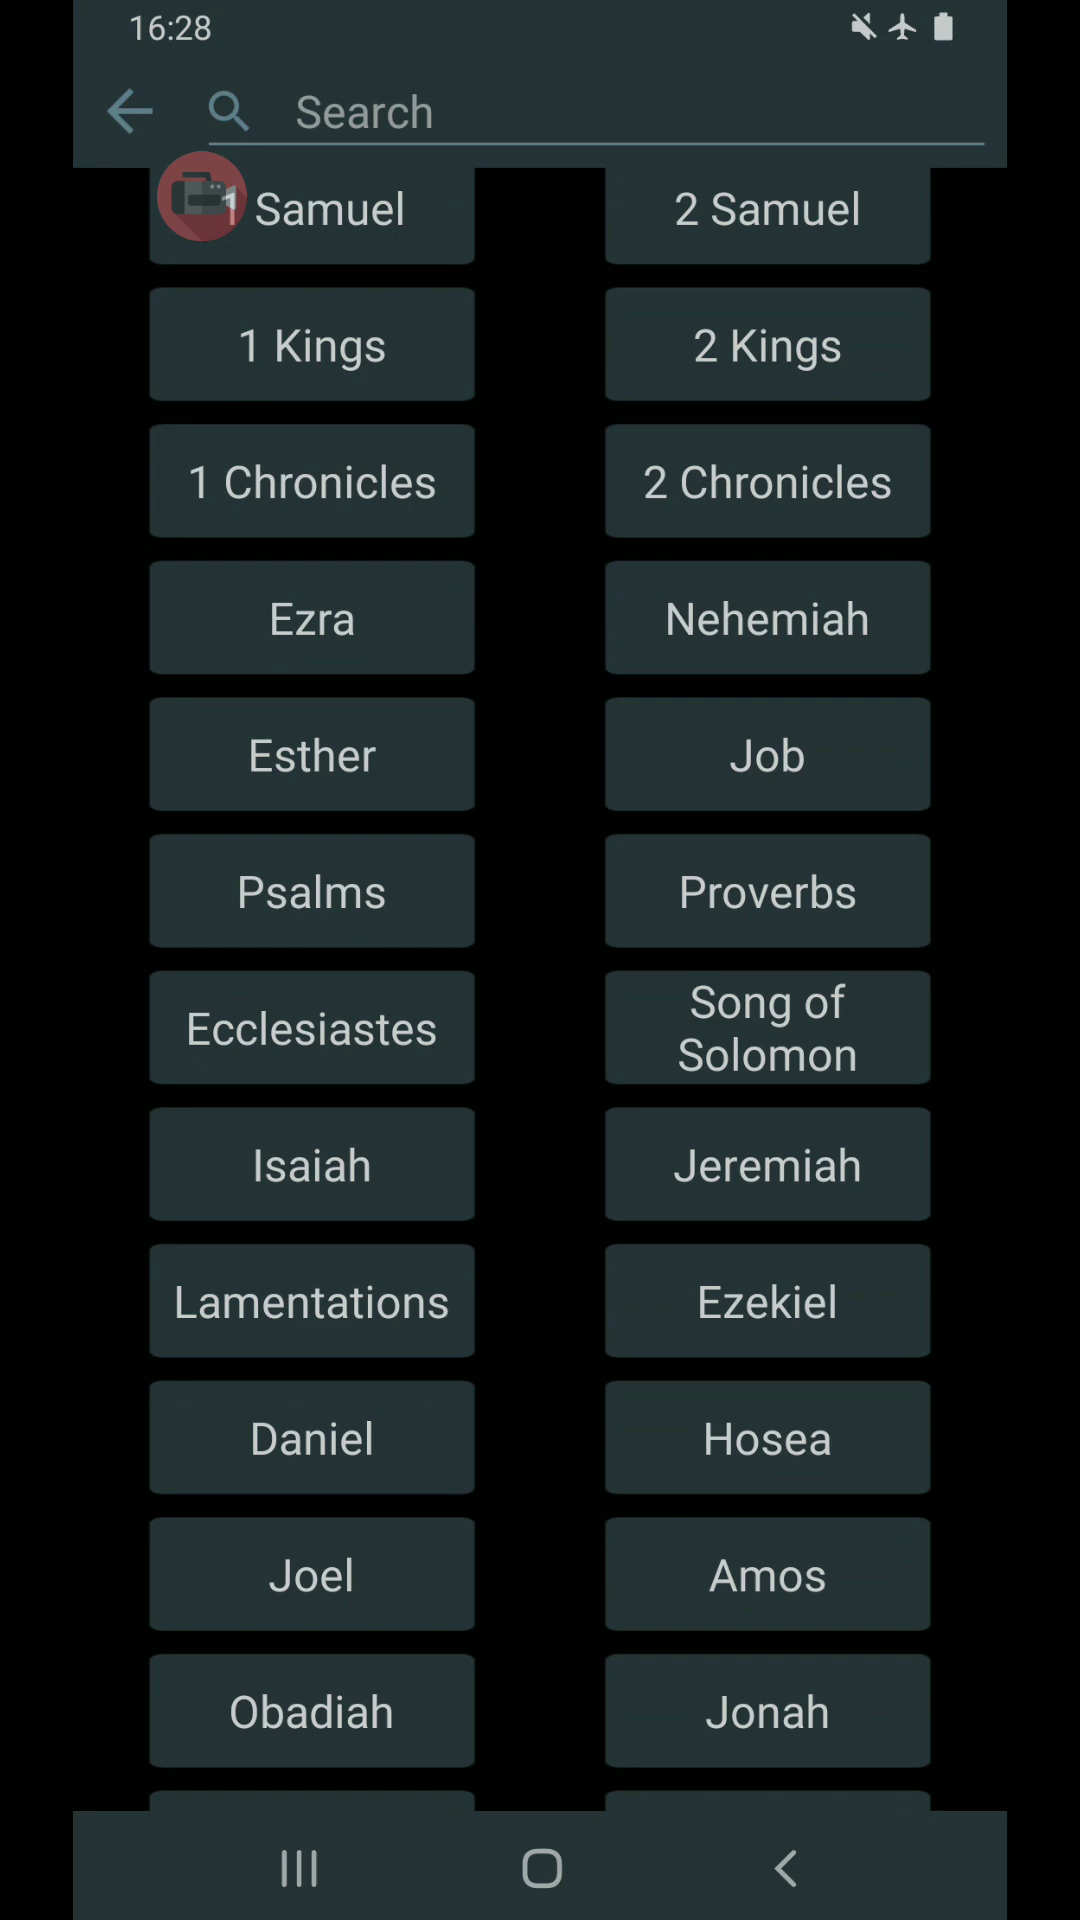 16:28
Search
1 Samuel
2 Samuel
1 Kings
2 Kings
1 Chronicles
2 Chronicles
Ezra
Nehemiah
Esther
Job
Psalms
Proverbs
Ecclesiastes
Song of
Solomon
Isaiah
Jeremiah
Lamentations
Ezekiel
Daniel
Hosea
Joel
Amos
Obadiah
Jonah